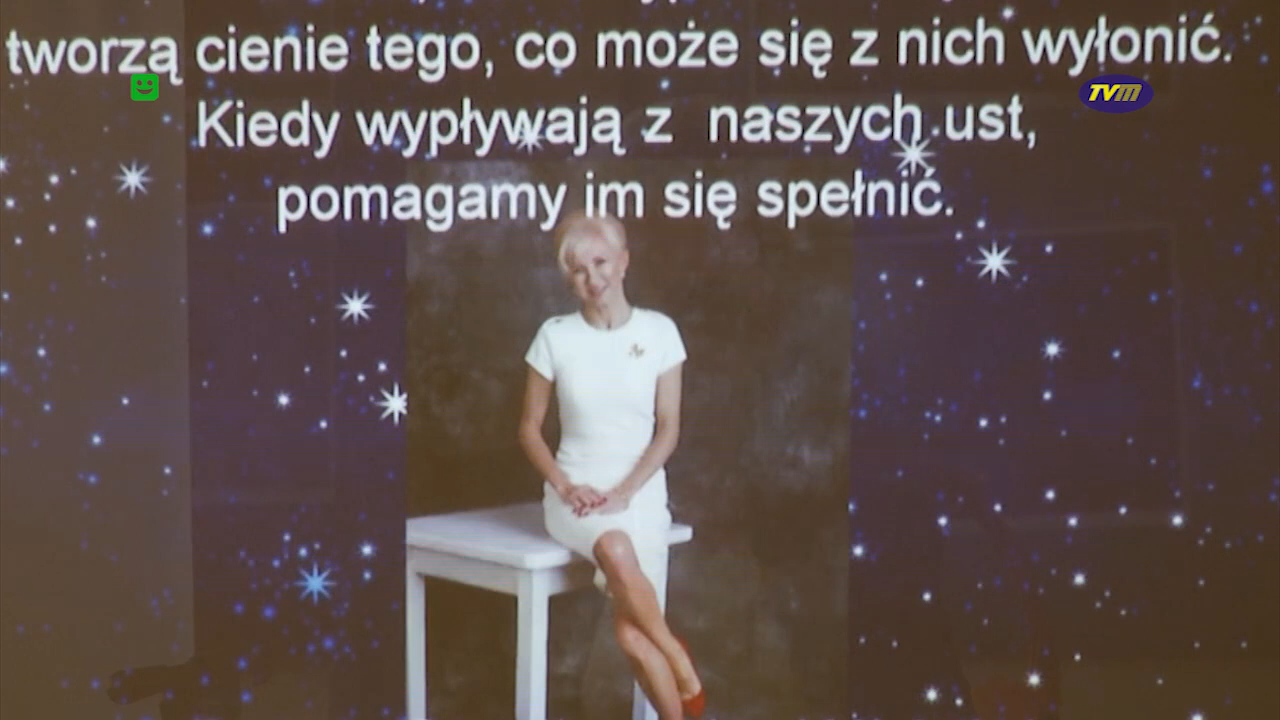 tworzą cienie tego, co może się z nich wyłonić.
TVM
Kiedy wypływają z naszych ust,
pomagamy im się spełnić.